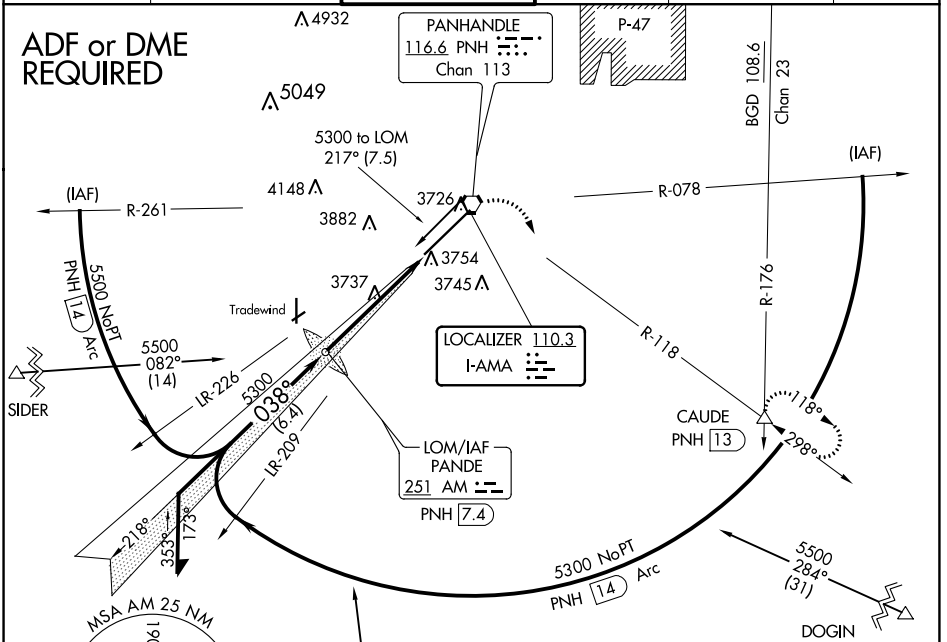 ADF or DME
REQUIRED
4932
5049
PANHANDLE
116.6 PNH
Chan 113
P-47
BGD 108.6
Chan 23
5300 to LOM
217° (7.5)
(IAF)
(IAF)
R-261
R-078
4148
3726
3882
3754
3737
3745
5500 NoPT
PNH 14 Arc
Tradewind
R-176
R-118
LOCALIZER 110.3
I-AMA
5500
082°
(14)
SIDER
LR-226
5300
038°
(6.4)
LR-209
118°
298°
CAUDE
PNH 13
LOM/IAF
PANDE
251 AM
PNH 7.4
218°
353°
173°
5300 NoPT
PNH 14 Arc
5500
284°
(31)
DOGIN
MSA AM 25 NM